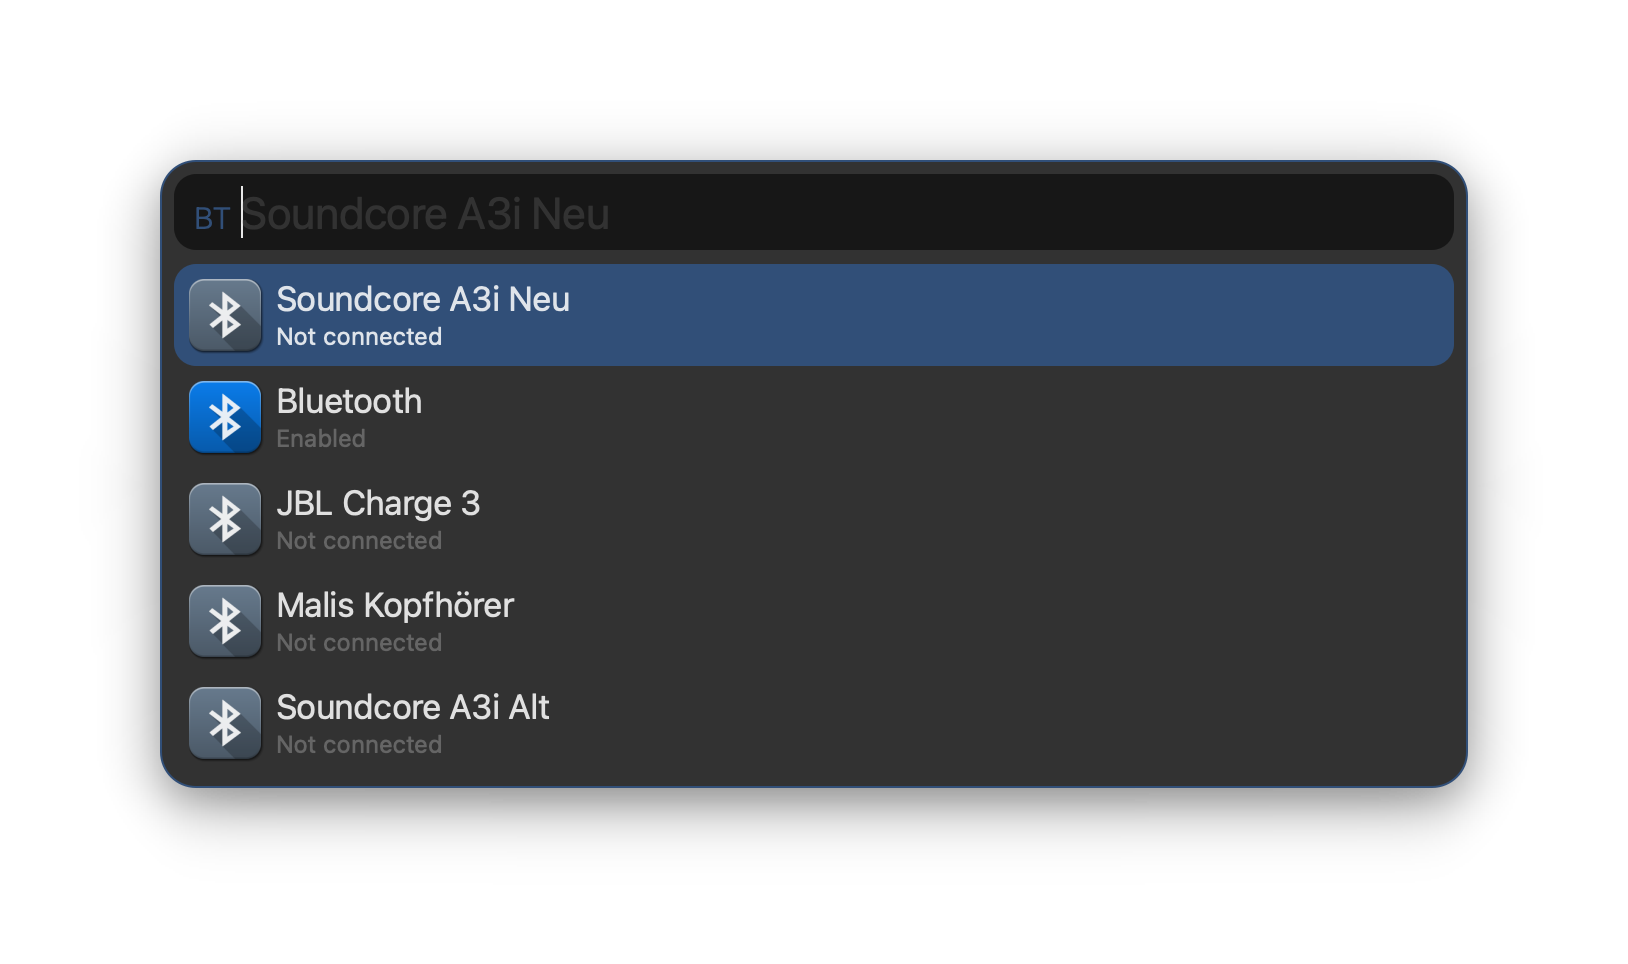 BT Soundcore A3i Neu
Soundcore A3i Neu
Not connected
Bluetooth
Enabled
JBL Charge 3
Not connected
Malis Kopfhörer
Not connected
Soundcore A3i Alt
Not connected